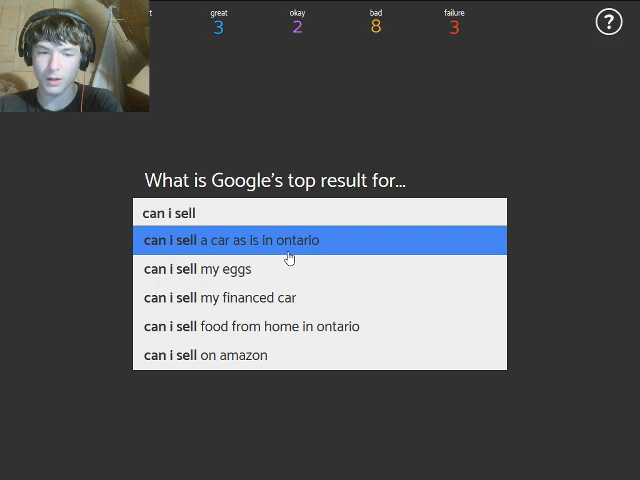 t great okay bad failure
3 2 8 3
?
What is Google's top result for...
can i sell
can i sell a car as is in ontario
can i sell my eggs
can i sell my financed car
can i sell food from home in ontario
can i sell on amazon